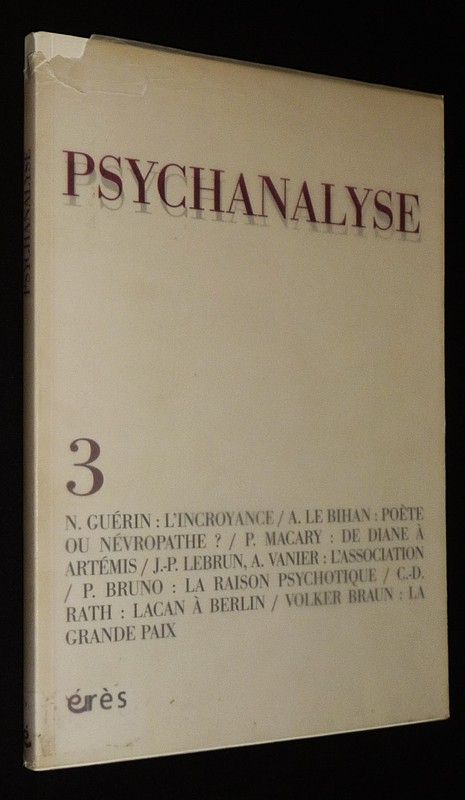 PSYCHANALYSE
PSYCHANALYSE
3
N. GUÉRIN : L'INCROYANCE / A. LE BIHAN : POÈTE
OU NÉVROPATHE ? / P. MACARY : DE DIANE À
ARTÉMIS / J.-P. LEBRUN, A. VANIER : L'ASSOCIATION
/ P. BRUNO : LA RAISON PSYCHOTIQUE / C.-D.
RATH : LACAN À BERLIN / VOLKER BRAUN : LA
GRANDE PAIX
érès